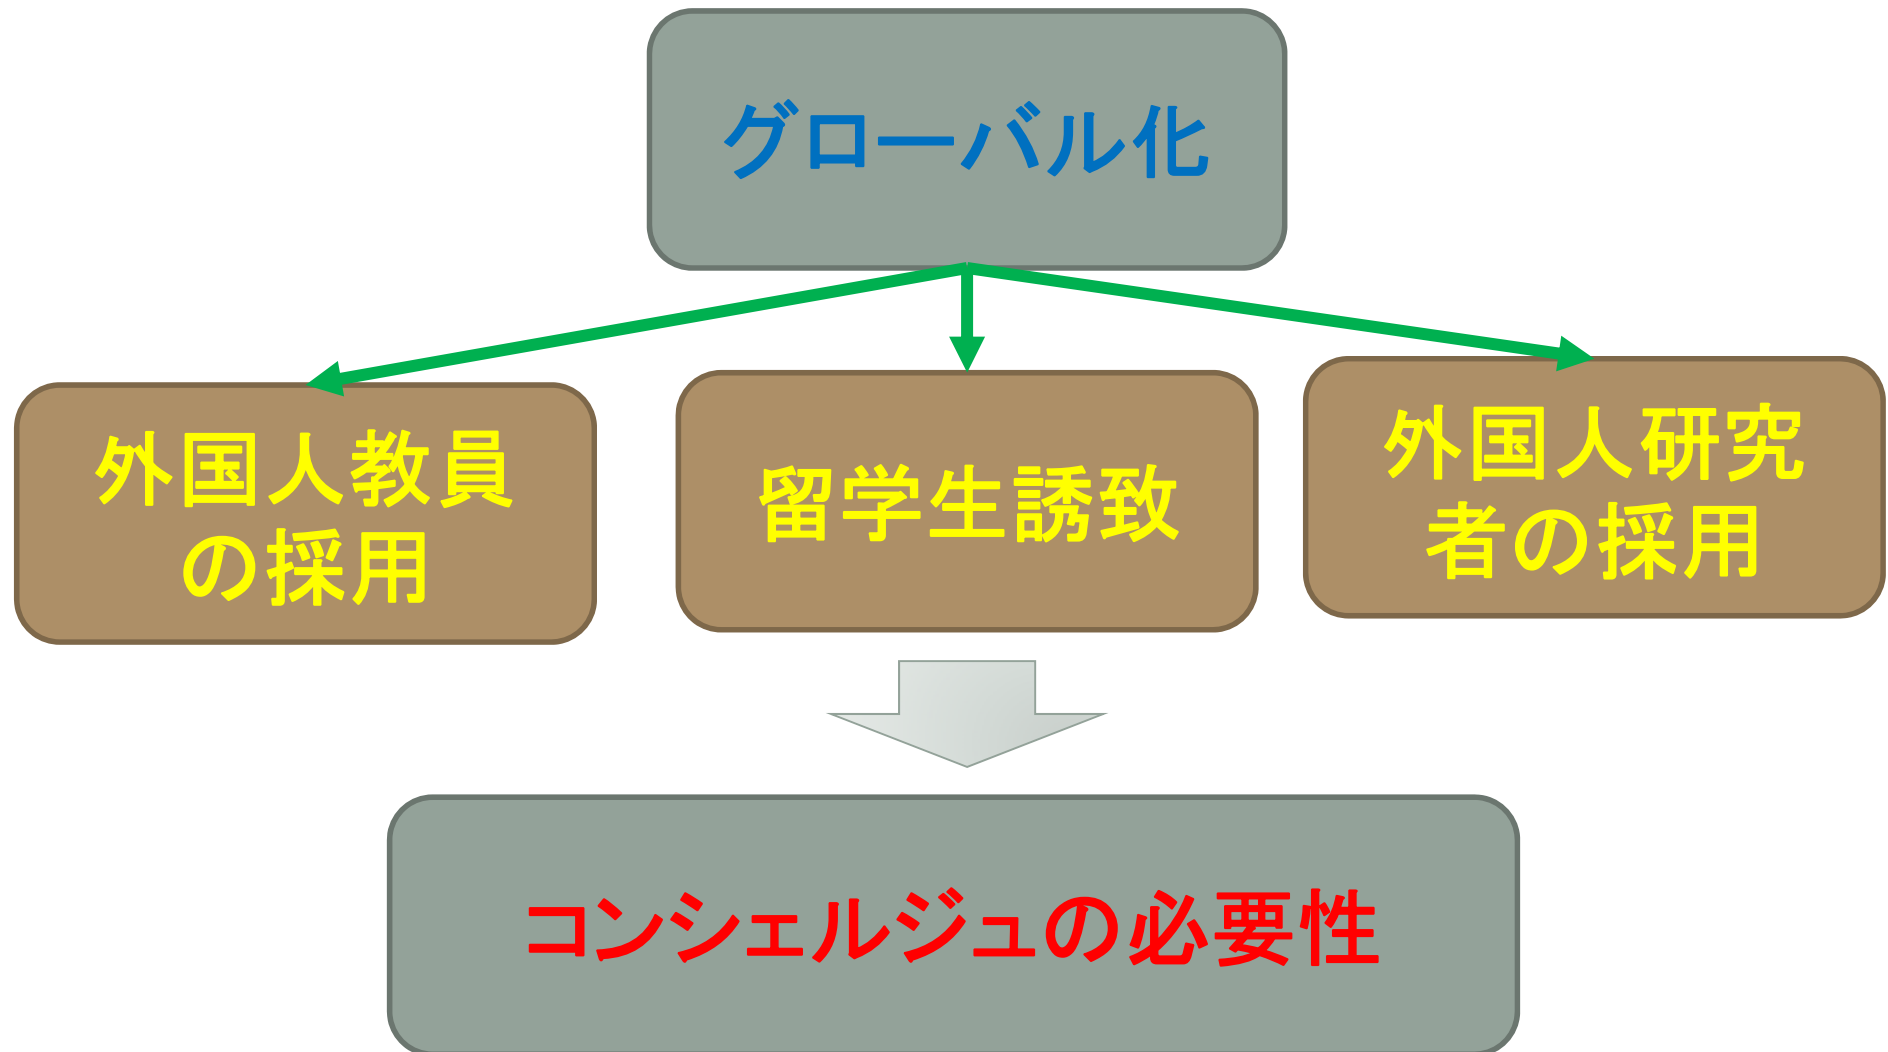 グローバル化
外国人教員
の採用
留学生誘致
外国人研究
者の採用
コンシェルジュの必要性